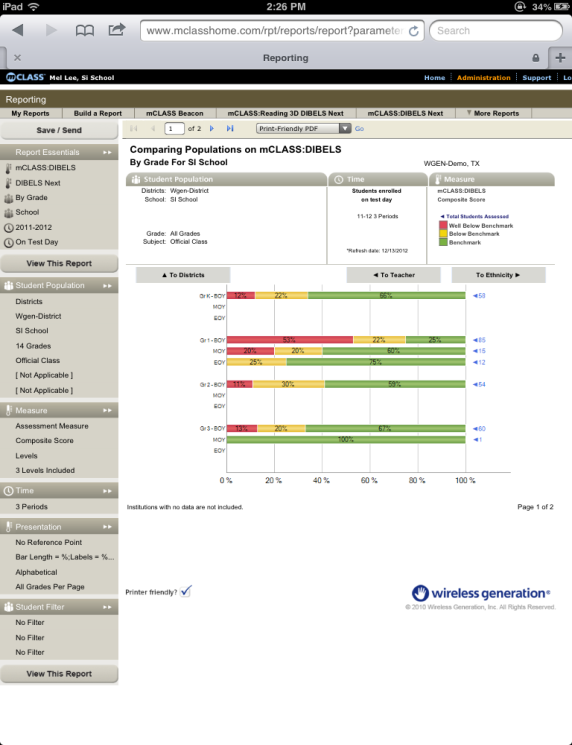 iPad 2:26 PM 34%
www.mclasshome.com/rpt/reports/report?parameter Search
Reporting
mCLASS Mel Lee, SI School Home Administration Support Lo
Reporting
My Reports Build a Report mCLASS Beacon mCLASS:Reading 3D DIBELS Next mCLASS:DIBELS Next More Reports
Save / Send
1 of 2 Print-Friendly PDF Go
Report Essentials
mCLASS:DIBELS
DIBELS Next
By Grade
School
2011-2012
On Test Day
View This Report
Student Population
Districts
Wgen-District
SI School
14 Grades
Official Class
[ Not Applicable ]
[ Not Applicable ]
Measure
Assessment Measure
Composite Score
Levels
3 Levels Included
Time
3 Periods
Presentation
No Reference Point
Bar Length = %;Labels = %...
Alphabetical
All Grades Per Page
Student Filter
No Filter
No Filter
No Filter
View This Report
Comparing Populations on mCLASS:DIBELS
By Grade For SI School
WGEN-Demo, TX
Student Population Time Measure
Districts: Wgen-District
School: SI School
Grade: All Grades
Subject: Official Class
Students enrolled
on test day
11-12 3 Periods
*Refresh date: 12/13/2012
mCLASS:DIBELS
Composite Score
Total Students Assessed
Well Below Benchmark
Below Benchmark
Benchmark
To Districts To Teacher To Ethnicity
Gr K-BOY 12% 22% 66% 58
MOY
EOY
Gr 1-BOY 53% 22% 25% 85
MOY 20% 20% 60% 15
EOY 25% 75% 12
Gr 2-BOY 11% 30% 59% 54
MOY
EOY
Gr 3-BOY 13% 20% 67% 60
MOY 100% 1
EOY
0 % 20 % 40 % 60 % 80 % 100 %
Institutions with no data are not included. Page 1 of 2
Printer friendly?
wireless generation
© 2010 Wireless Generation, Inc. All Rights Reserved.